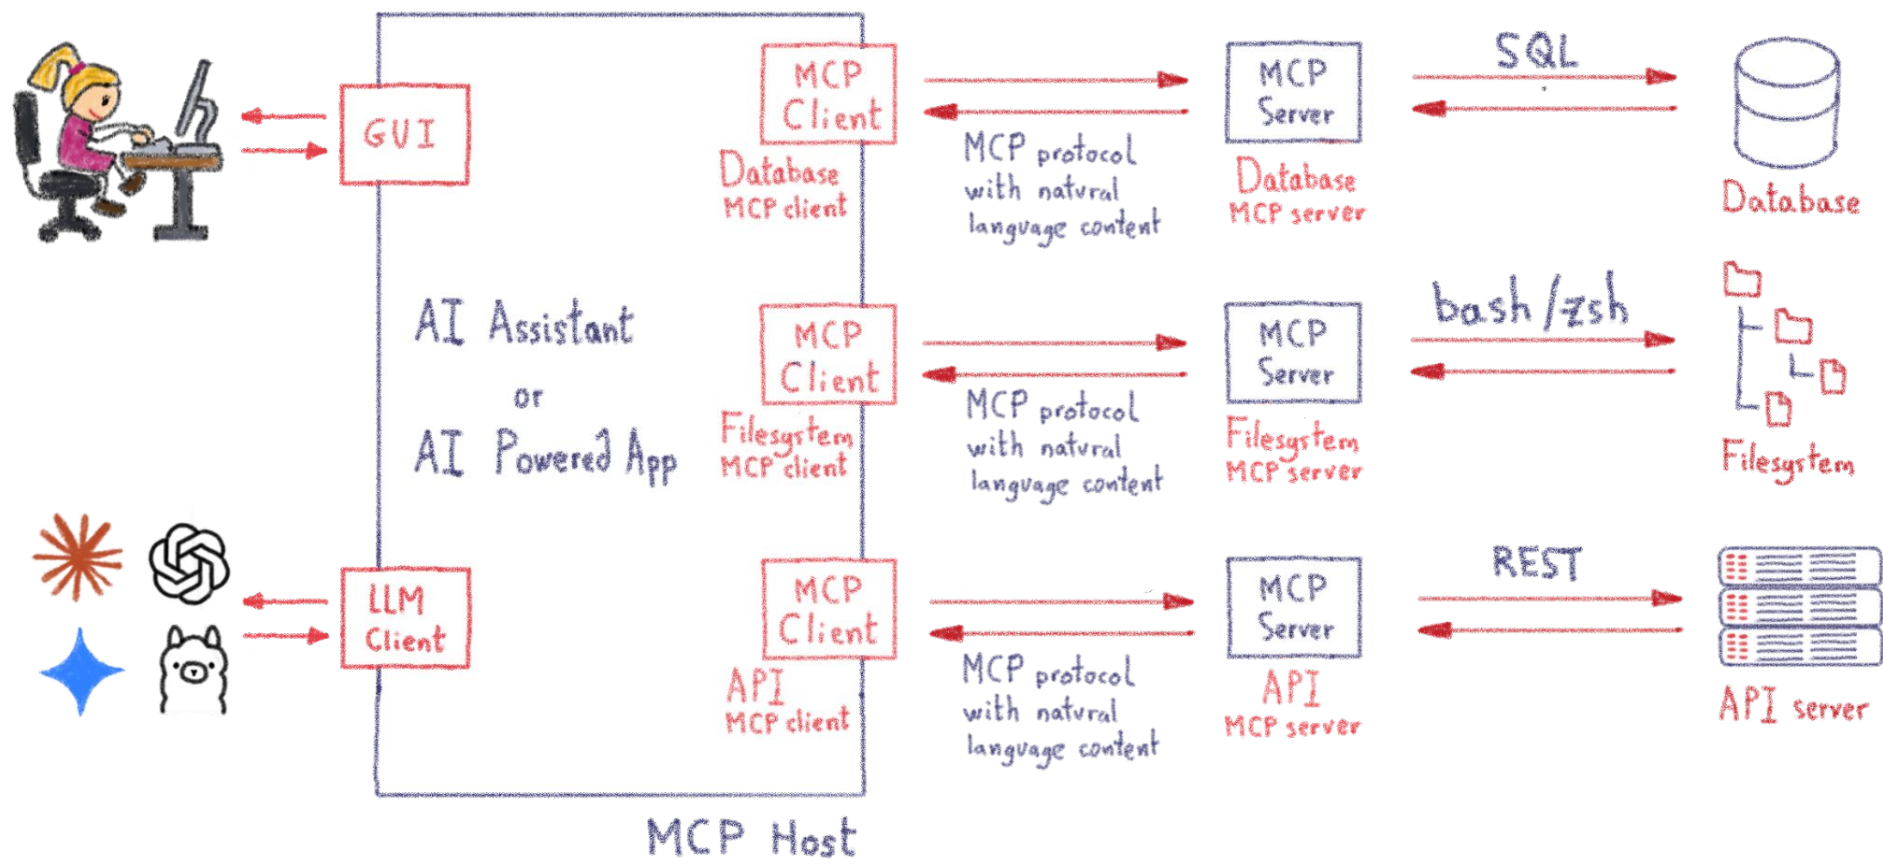 GUI
AI Assistant
or
AI Powered App
LLM
Client
MCP
Client
Database
MCP client
MCP protocol
with natural
language content
MCP
Server
Database
MCP server
SQL
Database
MCP
Client
Filesystem
MCP client
MCP protocol
with natural
language content
MCP
Server
Filesystem
MCP server
bash/zsh
Filesystem
MCP
Client
API
MCP client
MCP protocol
with natural
language content
MCP
Server
API
MCP server
REST
API server
MCP Host